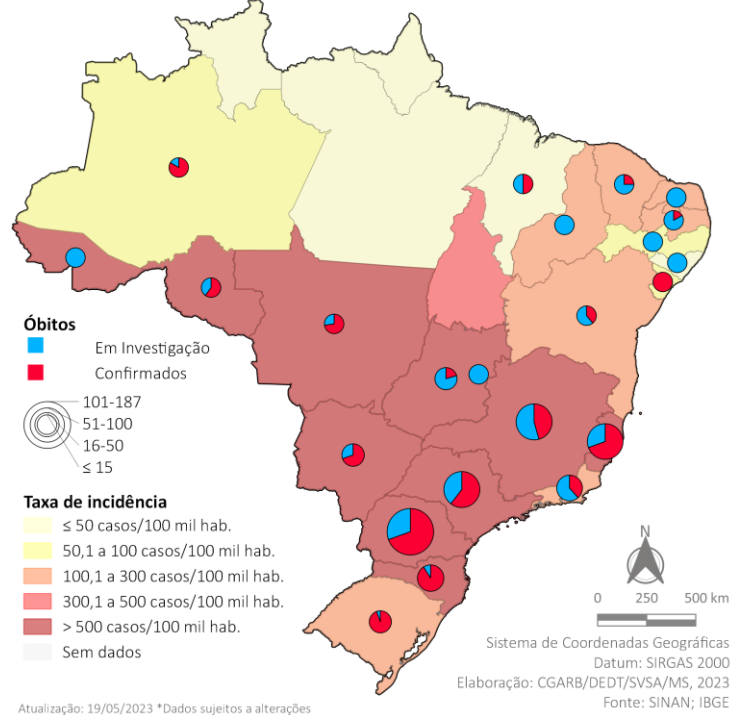 Óbitos
Em Investigação
Confirmados
101-187
51-100
16-50
≤ 15
Taxa de incidência
≤ 50 casos/100 mil hab.
50,1 a 100 casos/100 mil hab.
100,1 a 300 casos/100 mil hab.
300,1 a 500 casos/100 mil hab.
> 500 casos/100 mil hab.
Sem dados
N
0 250 500 km
Sistema de Coordenadas Geográficas
Datum: SIRGAS 2000
Elaboração: CGARB/DEDT/SVSA/MS, 2023
Fonte: SINAN; IBGE
Atualização: 19/05/2023 *Dados sujeitos a alterações